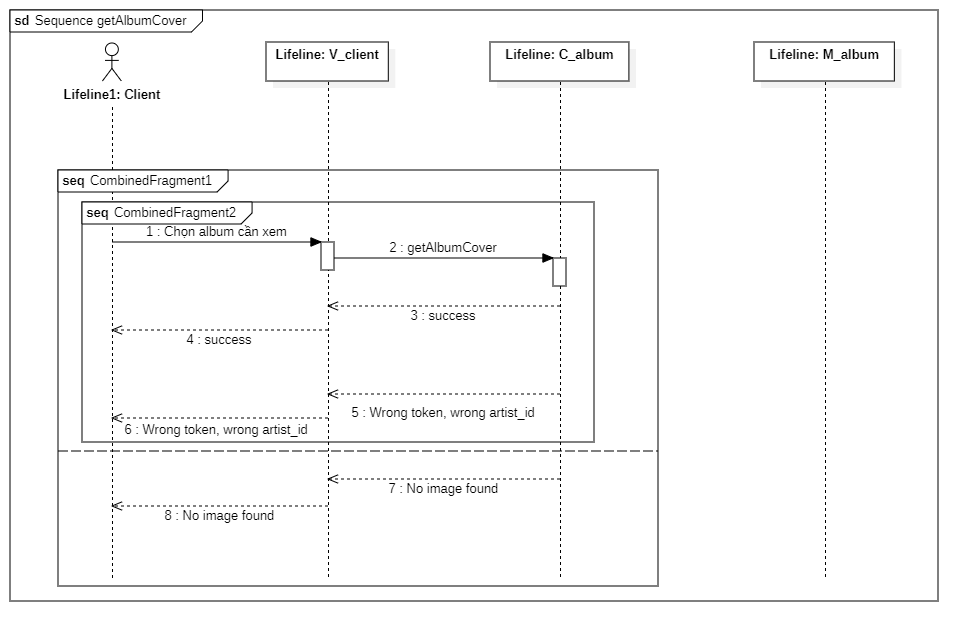 sd Sequence getAlbumCover
Lifeline1: Client
Lifeline: V_client
Lifeline: C_album
Lifeline: M_album
seq CombinedFragment1
seq CombinedFragment2
1 : Chọn album cần xem
2 : getAlbumCover
3 : success
4 : success
5 : Wrong token, wrong artist_id
6 : Wrong token, wrong artist_id
7 : No image found
8 : No image found